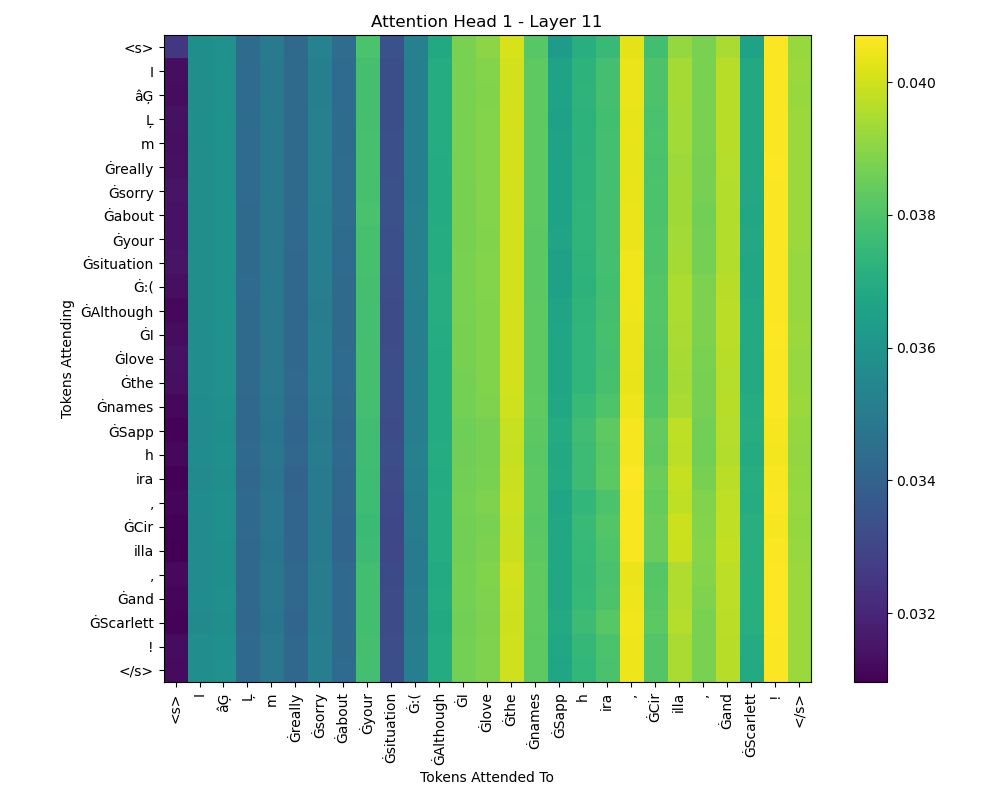 Attention Head 1 - Layer 11
Tokens Attending
<s>
I
âĢ
Ļ
m
Ġreally
Ġsorry
Ġabout
Ġyour
Ġsituation
Ġ:(
ĠAlthough
ĠI
Ġlove
Ġthe
Ġnames
ĠSapp
h
ira
,
ĠCir
illa
,
Ġand
ĠScarlett
!
</s>
<s>
I
âĢ
Ļ
m
Ġreally
Ġsorry
Ġabout
Ġyour
Ġsituation
Ġ:(
ĠAlthough
ĠI
Ġlove
Ġthe
Ġnames
ĠSapp
h
ira
,
ĠCir
illa
,
Ġand
ĠScarlett
!
</s>
Tokens Attended To
0.040
0.038
0.036
0.034
0.032